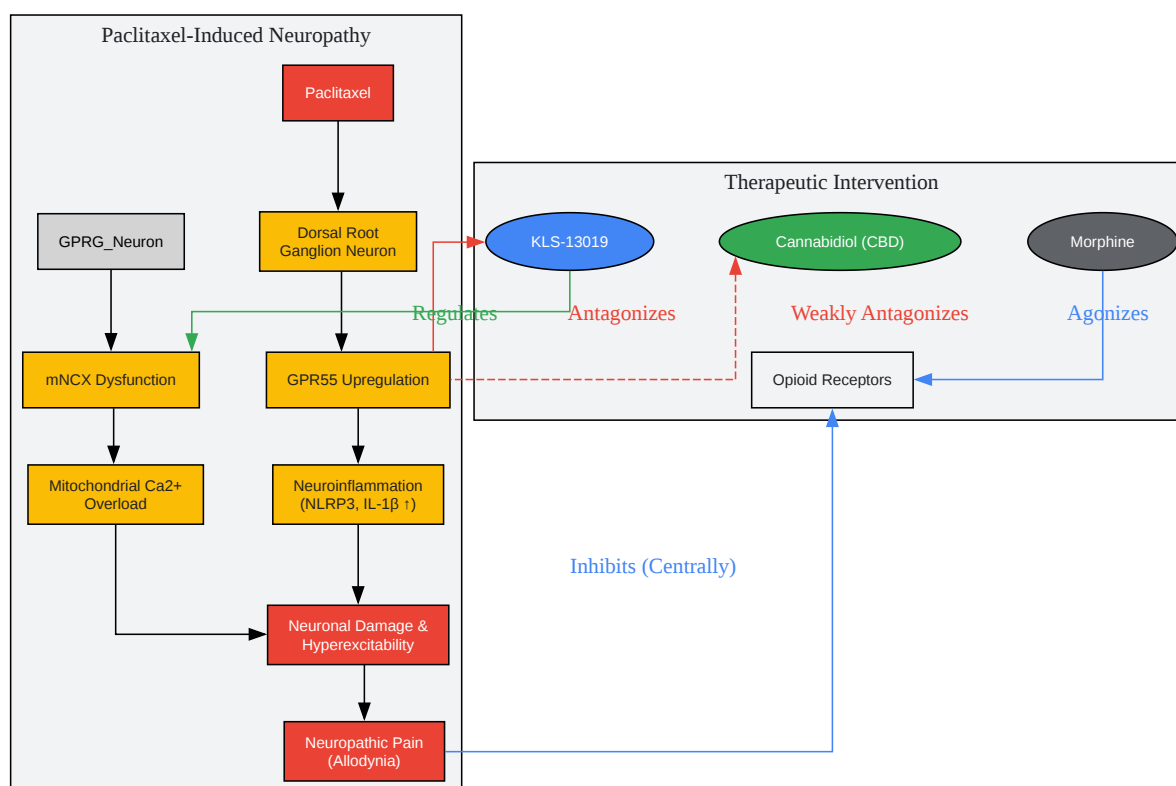 Paclitaxel-Induced Neuropathy
Paclitaxel
Therapeutic Intervention
GPRG_Neuron
Dorsal Root
Ganglion Neuron
KLS-13019
Cannabidiol (CBD)
Morphine
Regulates
Antagonizes
Weakly Antagonizes
Agonizes
mNCX Dysfunction
GPR55 Upregulation
Opioid Receptors
Mitochondrial Ca2+
Overload
Neuroinflammation
(NLRP3, IL-1β ↑)
Inhibits (Centrally)
Neuronal Damage &
Hyperexcitability
Neuropathic Pain
(Allodynia)